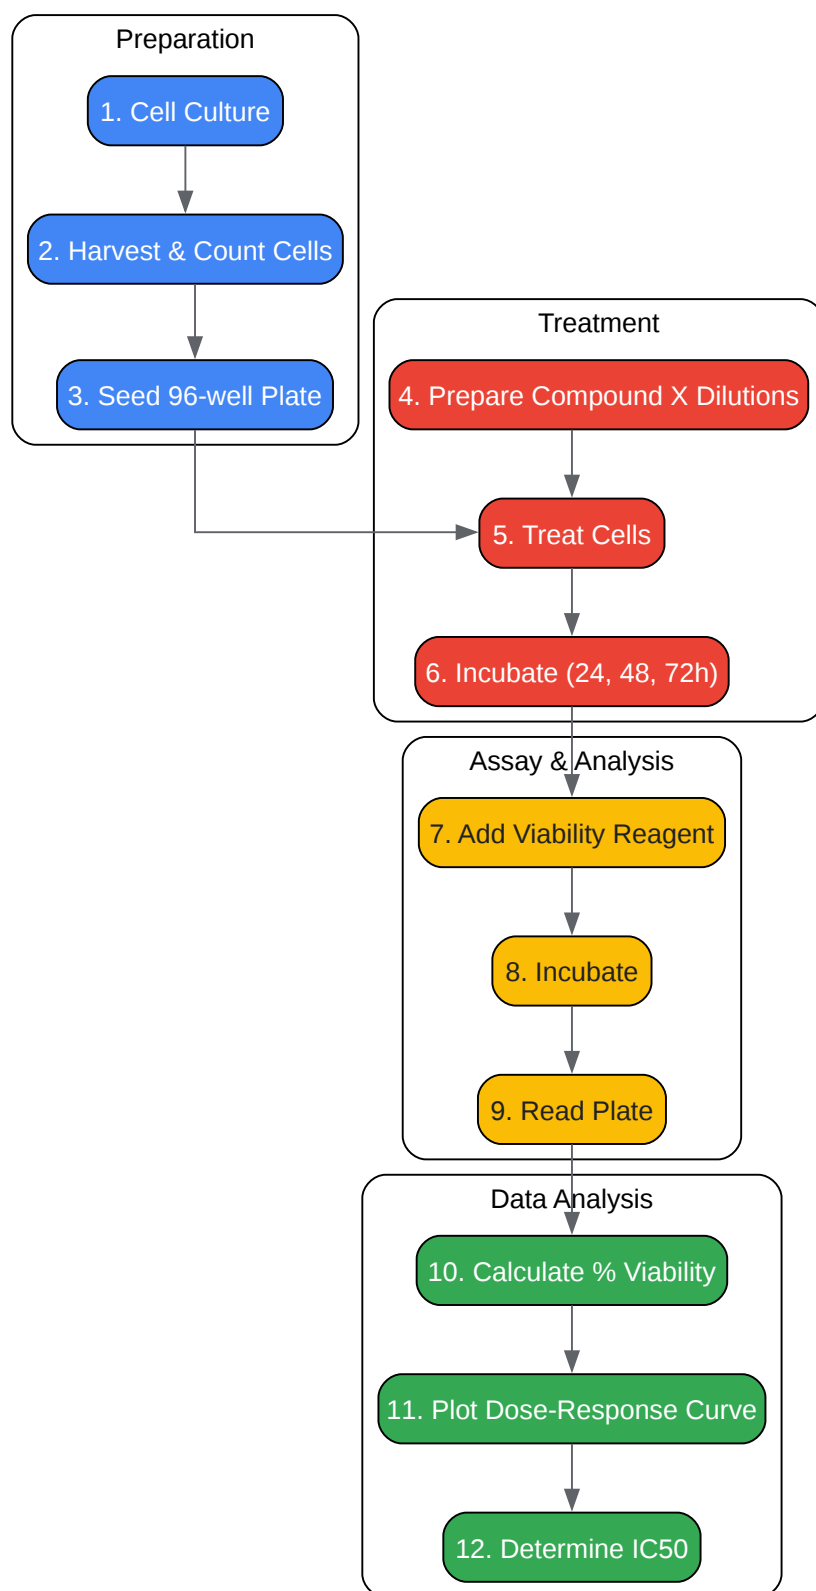 Preparation
1. Cell Culture
2. Harvest & Count Cells
3. Seed 96-well Plate
Treatment
4. Prepare Compound X Dilutions
5. Treat Cells
6. Incubate (24, 48, 72h)
Assay & Analysis
7. Add Viability Reagent
8. Incubate
9. Read Plate
Data Analysis
10. Calculate % Viability
11. Plot Dose-Response Curve
12. Determine IC50